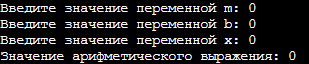 Введите значение переменной m: 0
Введите значение переменной b: 0
Введите значение переменной x: 0
Значение арифметического выражения: 0